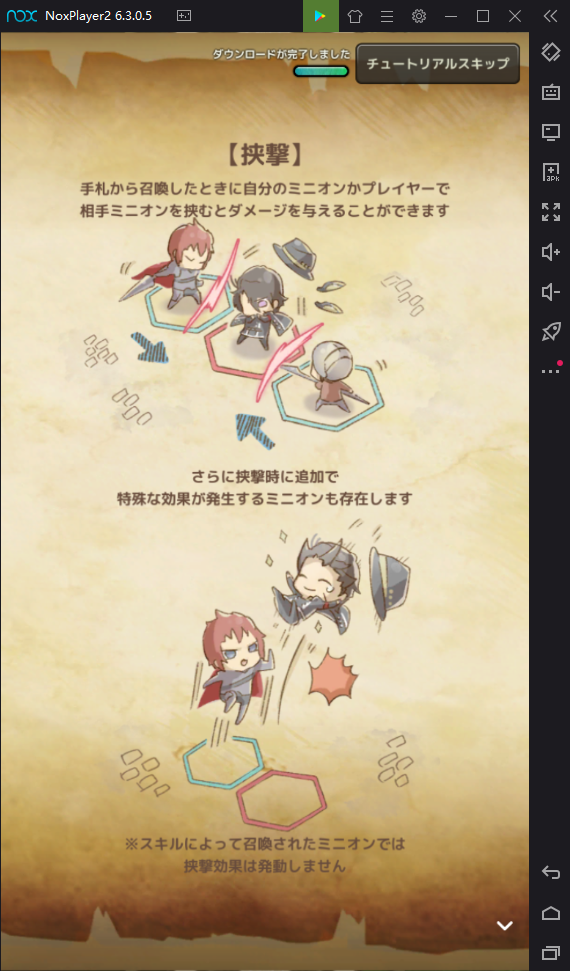 NoxPlayer2 6.3.0.5
ダウンロードが完了しました
チュートリアルスキップ
【挟撃】
手札から召喚したときに自分のミニオンかプレイヤーで
相手ミニオンを挟むとダメージを与えることができます
さらに挟撃時に追加で
特殊な効果が発生するミニオンも存在します
※スキルによって召喚されたミニオンでは
挟撃効果は発動しません